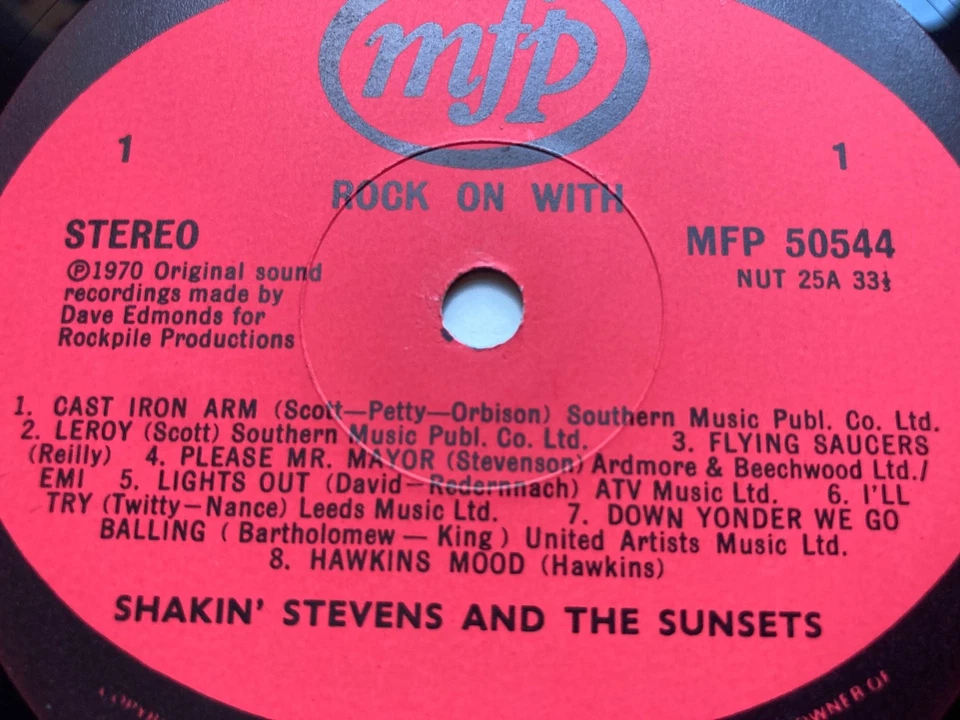 mfp
1 1
ROCK ON WITH
STEREO MFP 50544
NUT 25A 33⅓
℗1970 Original sound
recordings made by
Dave Edmonds for
Rockpile Productions
1. CAST IRON ARM (Scott—Petty—Orbison) Southern Music Publ. Co. Ltd.
2. LEROY (Scott) Southern Music Publ. Co. Ltd. 3. FLYING SAUCERS
(Reilly) 4. PLEASE MR. MAYOR (Stevenson) Ardmore & Beechwood Ltd./
EMI 5. LIGHTS OUT (David—Redernnach) ATV Music Ltd. 6. I'LL
TRY (Twitty—Nance) Leeds Music Ltd. 7. DOWN YONDER WE GO
BALLING ( Bartholomew — King ) United Artists Music Ltd.
8. HAWKINS MOOD (Hawkins)
SHAKIN' STEVENS AND THE SUNSETS
OWNER OF